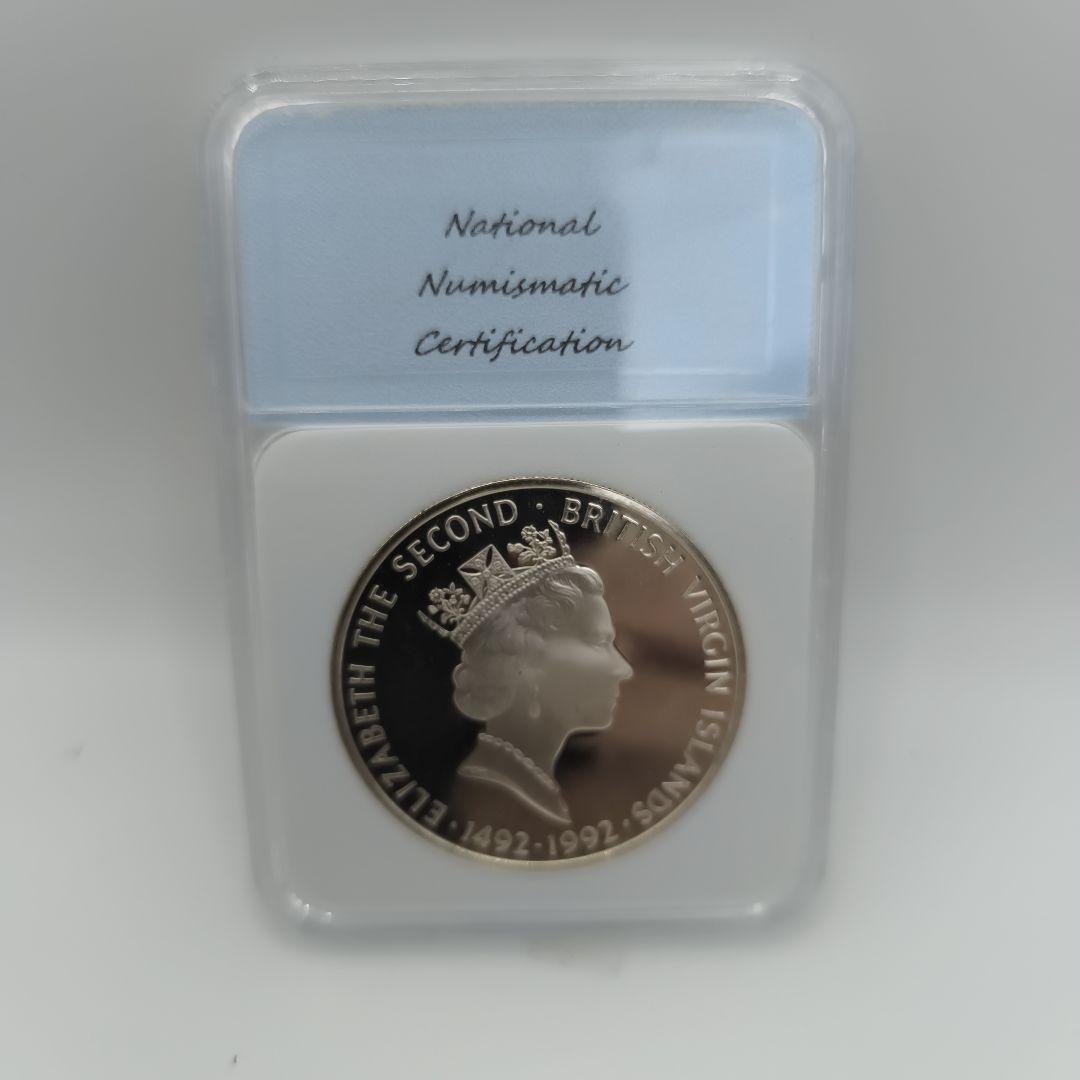 National
Numismatic
Certification
ELIZABETH THE SECOND · BRITISH VIRGIN ISLANDS
· 1492-1992 ·